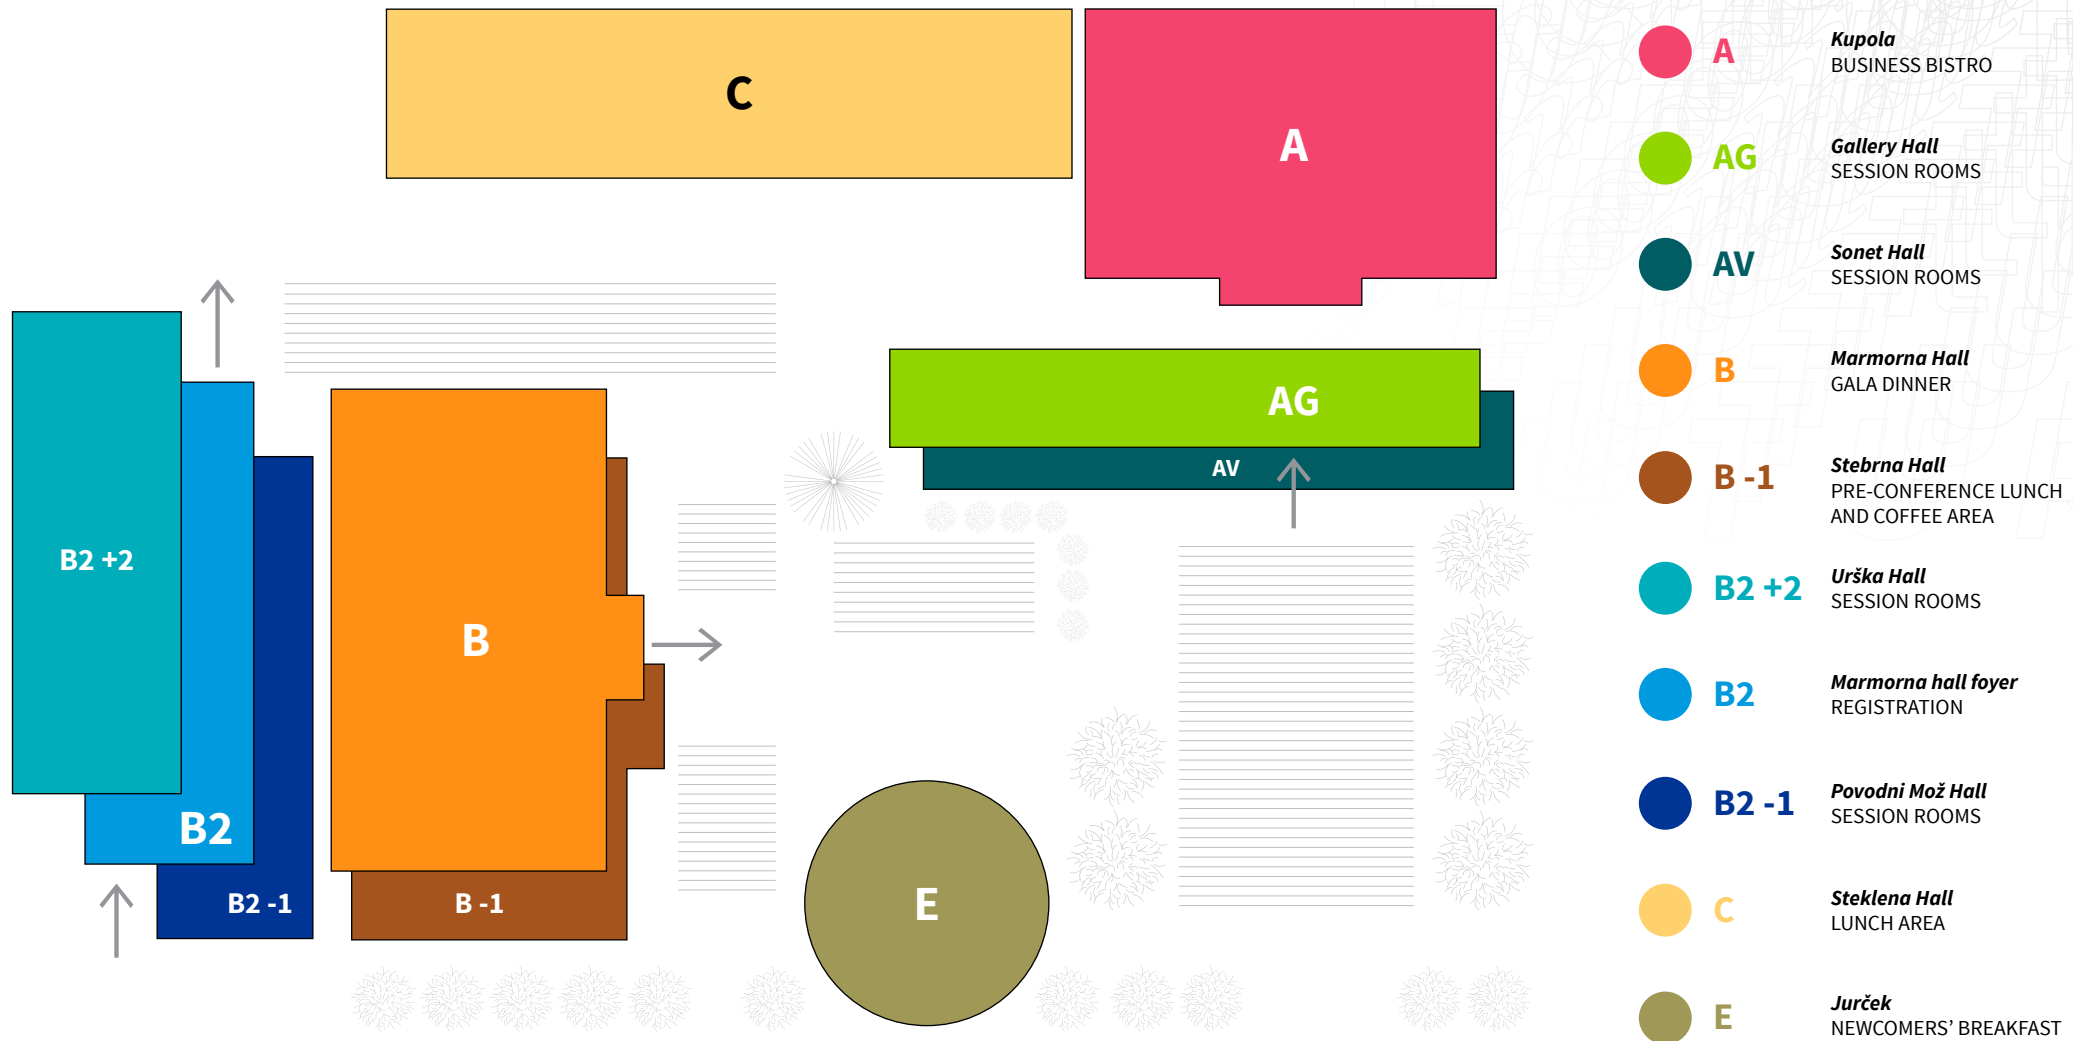 C
A
AG
AV
B2 +2
B
B2
B2 -1
B -1
E
A
Kupola
BUSINESS BISTRO
AG
Gallery Hall
SESSION ROOMS
AV
Sonet Hall
SESSION ROOMS
B
Marmorna Hall
GALA DINNER
B -1
Stebrna Hall
PRE-CONFERENCE LUNCH
AND COFFEE AREA
B2 +2
Urška Hall
SESSION ROOMS
B2
Marmorna hall foyer
REGISTRATION
B2 -1
Povodni Mož Hall
SESSION ROOMS
C
Steklena Hall
LUNCH AREA
E
Jurček
NEWCOMERS’ BREAKFAST